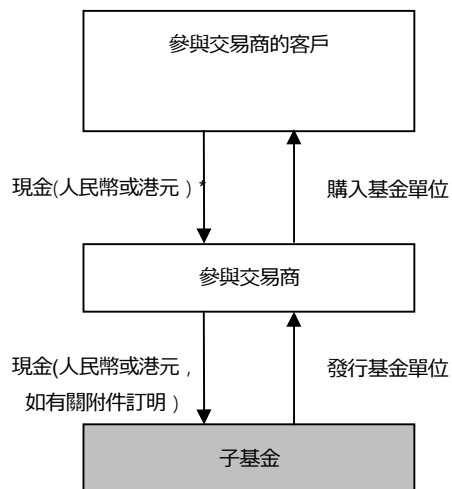 參與交易商的客戶
現金(人民幣或港元)*
購入基金單位
參與交易商
現金(人民幣或港元,
如有關附件訂明)
發行基金單位
子基金